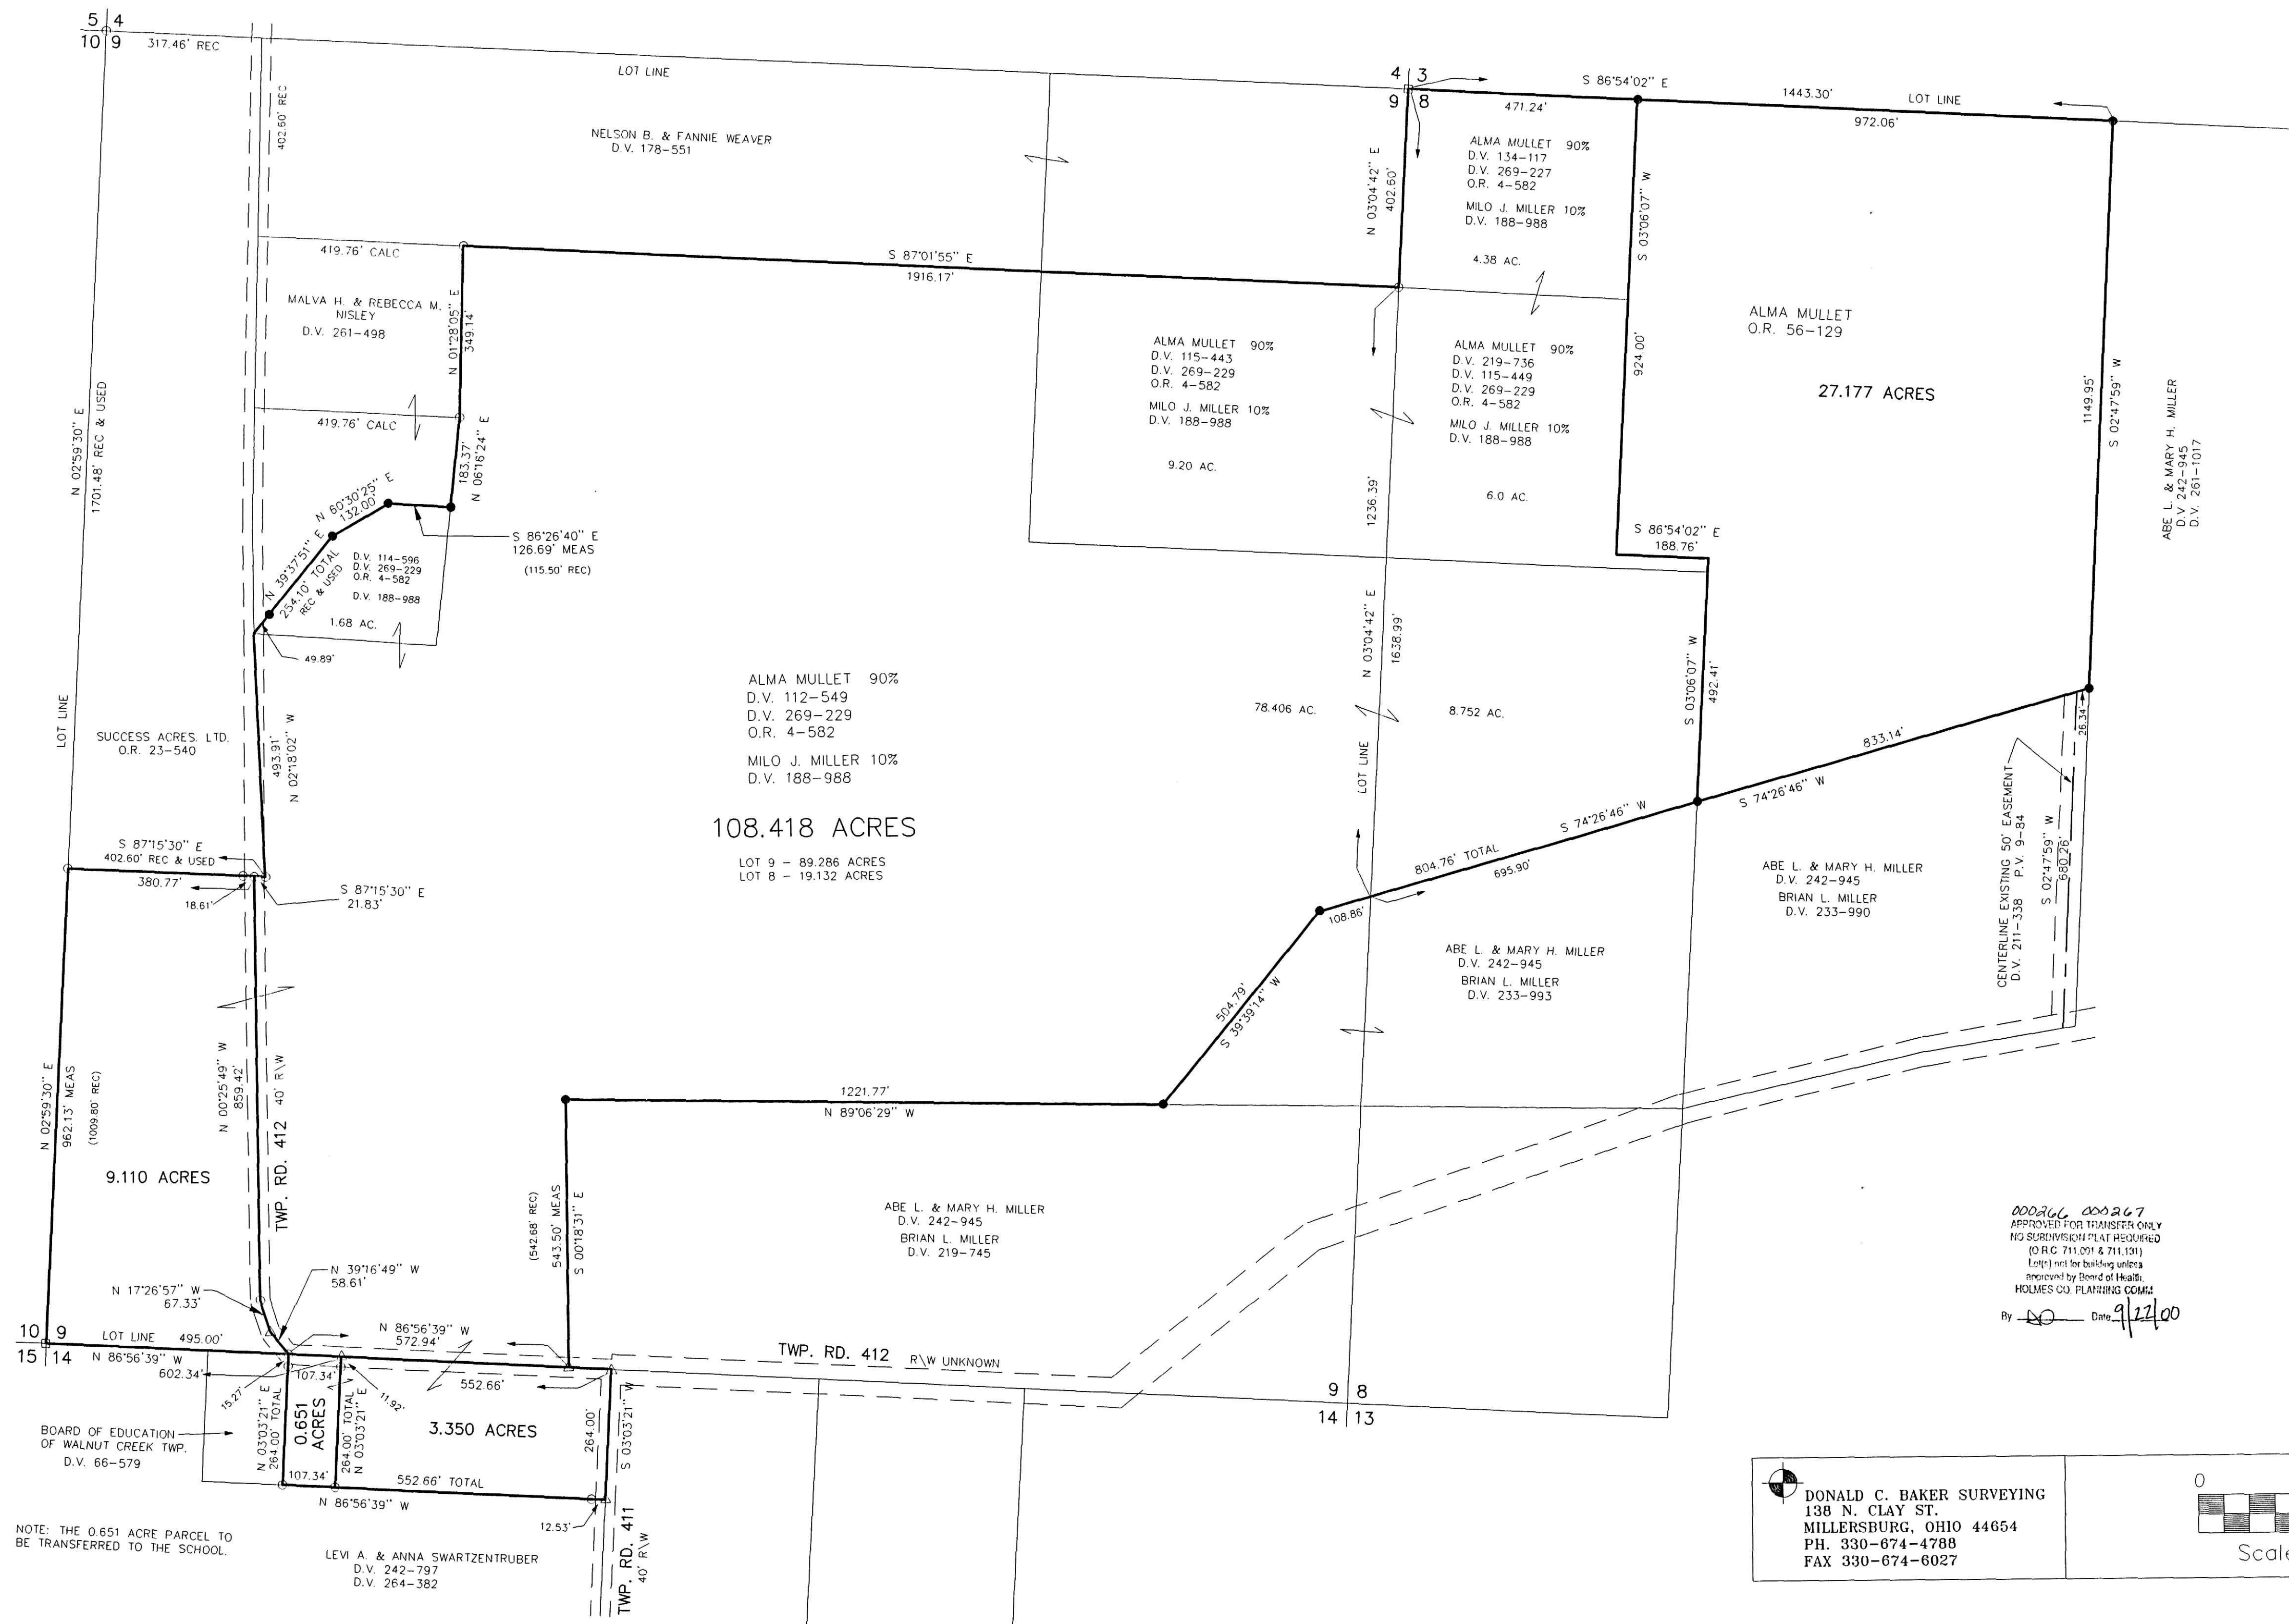 5 4
10 9
317.46' REC
LOT LINE
402.60' REC
NELSON B. & FANNIE WEAVER
D.V. 178-551
4 3
9 8
S 86°54'02" E
471.24'
1443.30'
LOT LINE
972.06'
N 03°04'42" E
402.60'
ALMA MULLET 90%
D.V. 134-117
D.V. 269-227
O.R. 4-582
MILO J. MILLER 10%
D.V. 188-988
4.38 AC.
S 03°06'07" W
924.00'
ALMA MULLET
O.R. 56-129
27.177 ACRES
1149.95'
S 02°47'59" W
ABE L. & MARY H. MILLER
D.V 242-945
D.V. 261-1017
419.76' CALC
S 87°01'55" E
1916.17'
MALVA H. & REBECCA M.
NISLEY
D.V. 261-498
N 01°28'05" E
349.14'
419.76' CALC
183.37'
N 06°16'24" E
N 02°59'30" E
1701.48' REC & USED
LOT LINE
ALMA MULLET 90%
D.V. 115-443
D.V. 269-229
O.R. 4-582
MILO J. MILLER 10%
D.V. 188-988
9.20 AC.
ALMA MULLET 90%
D.V. 219-736
D.V. 115-449
D.V. 269-229
O.R. 4-582
MILO J. MILLER 10%
D.V. 188-988
6.0 AC.
1236.39'
N 60°30'25" E
132.00'
S 86°26'40" E
126.69' MEAS
(115.50' REC)
N 39°37'51" E
254.10' TOTAL
REC & USED
D.V. 114-596
D.V. 269-229
O.R. 4-582
D.V. 188-988
1.68 AC.
49.89'
S 86°54'02" E
188.76'
N 03°04'42" E
1638.99'
S 03°06'07" W
492.41'
SUCCESS ACRES. LTD.
O.R. 23-540
493.91'
N 02°18'02" W
ALMA MULLET 90%
D.V. 112-549
D.V. 269-229
O.R. 4-582
MILO J. MILLER 10%
D.V. 188-988
108.418 ACRES
LOT 9 - 89.286 ACRES
LOT 8 - 19.132 ACRES
78.406 AC.
8.752 AC.
LOT LINE
833.14'
S 74°26'46" W
26.34'
S 74°26'46" W
804.76' TOTAL
695.90'
108.86'
CENTERLINE EXISTING 50' EASEMENT
D.V. 211-338 P.V. 9-84
S 02°47'59" W
680.26'
S 87°15'30" E
402.60' REC & USED
380.77'
18.61'
S 87°15'30" E
21.83'
ABE L. & MARY H. MILLER
D.V. 242-945
BRIAN L. MILLER
D.V. 233-990
ABE L. & MARY H. MILLER
D.V. 242-945
BRIAN L. MILLER
D.V. 233-993
504.79'
S 39°39'14" W
N 02°59'30" E
962.13' MEAS
(1009.80' REC)
N 00°25'49" W
859.42'
TWP. RD. 412 40' R\W
9.110 ACRES
1221.77'
N 89°06'29" W
(542.68' REC)
543.50' MEAS
S 00°18'31" E
ABE L. & MARY H. MILLER
D.V. 242-945
BRIAN L. MILLER
D.V. 219-745
000266 000267
APPROVED FOR TRANSFER ONLY
NO SUBDIVISION PLAT REQUIRED
(O.R.C. 711.001 & 711.131)
Lot(s) not for building unless
approved by Board of Health.
HOLMES CO. PLANNING COMM.
By Date 9/22/00
N 39°16'49" W
58.61'
N 17°26'57" W
67.33'
10 9
15 14
LOT LINE 495.00'
N 86°56'39" W
602.34'
N 86°56'39" W
572.94'
TWP. RD. 412 R\W UNKNOWN
15.27'
107.34'
11.92'
552.66'
9 8
14 13
N 03°03'21" E
264.00' TOTAL
0.651
ACRES
264.00' TOTAL
N 03°03'21" E
3.350 ACRES
264.00'
S 03°03'21" W
BOARD OF EDUCATION
OF WALNUT CREEK TWP.
D.V. 66-579
107.34'
552.66' TOTAL
N 86°56'39" W
12.53'
TWP. RD. 411
40' R\W
NOTE: THE 0.651 ACRE PARCEL TO
BE TRANSFERRED TO THE SCHOOL.
LEVI A. & ANNA SWARTZENTRUBER
D.V. 242-797
D.V. 264-382
DONALD C. BAKER SURVEYING
138 N. CLAY ST.
MILLERSBURG, OHIO 44654
PH. 330-674-4788
FAX 330-674-6027
0
Scale